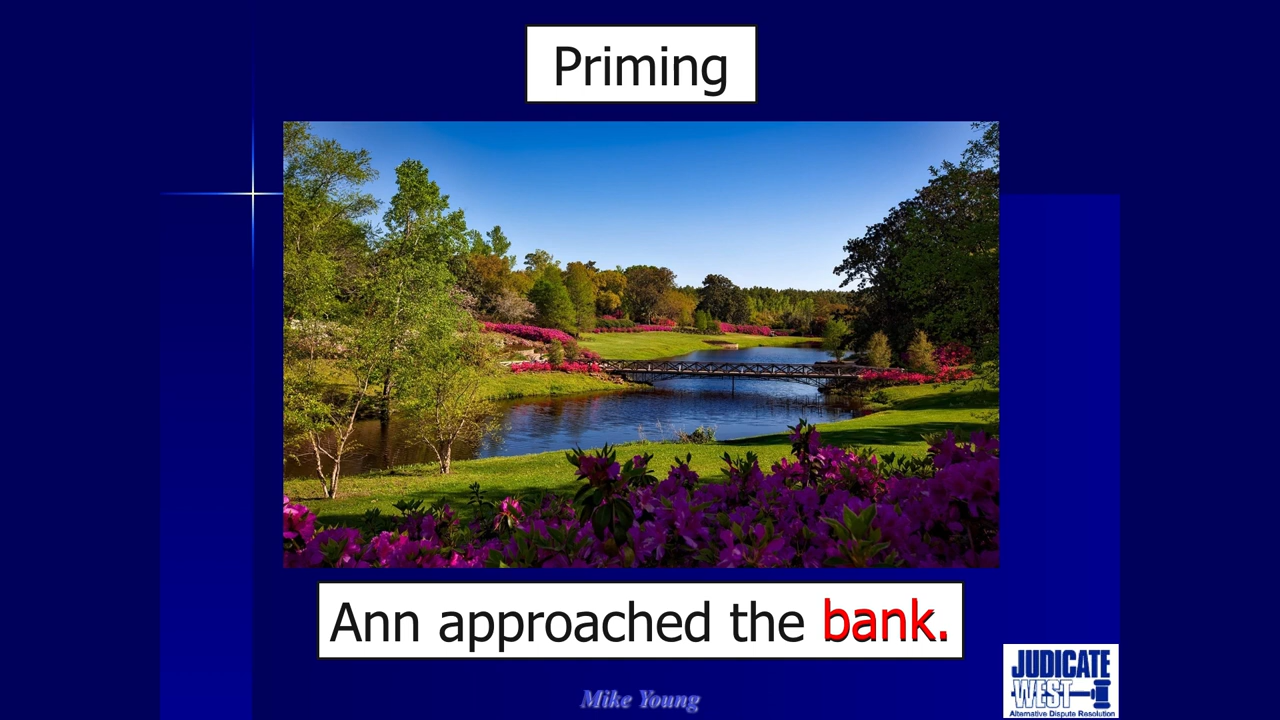 Priming
Ann approached the bank.
Mike Young
JUDICATE
WEST
Alternative Dispute Resolution